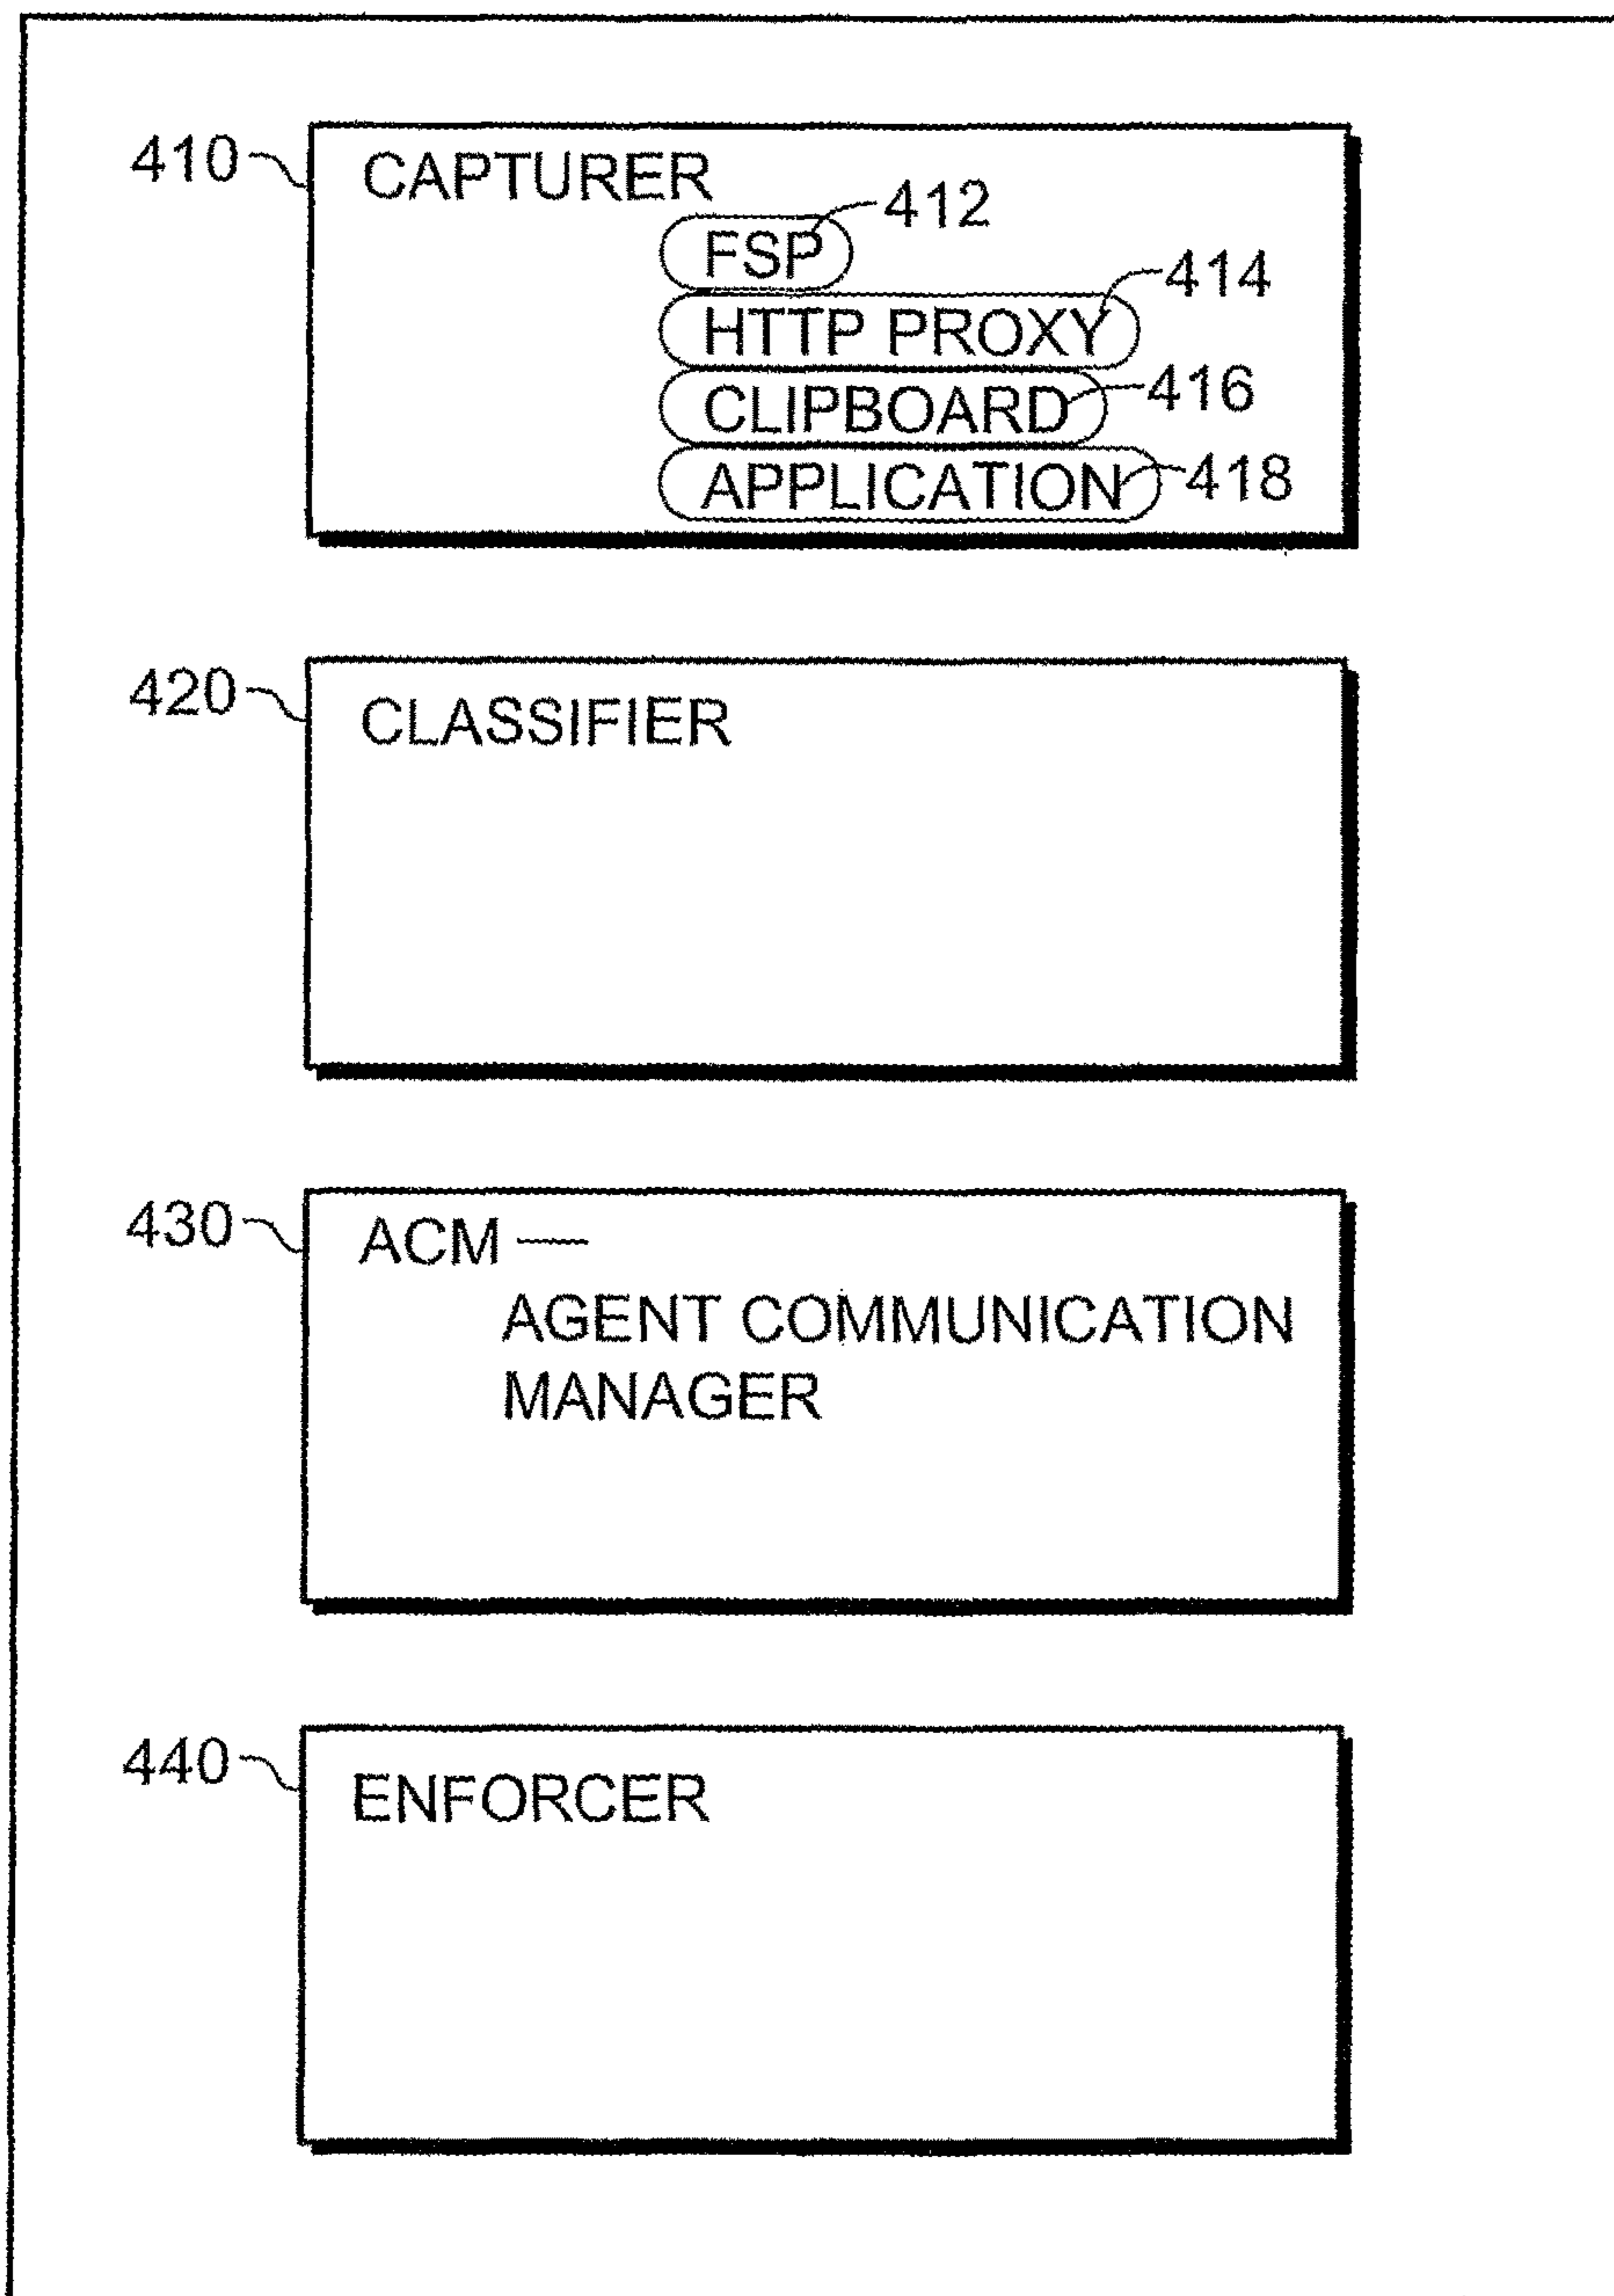 410
CAPTURER
412
FSP
414
HTTP PROXY
416
CLIPBOARD
418
APPLICATION
420
CLASSIFIER
430
ACM —
AGENT COMMUNICATION
MANAGER
440
ENFORCER